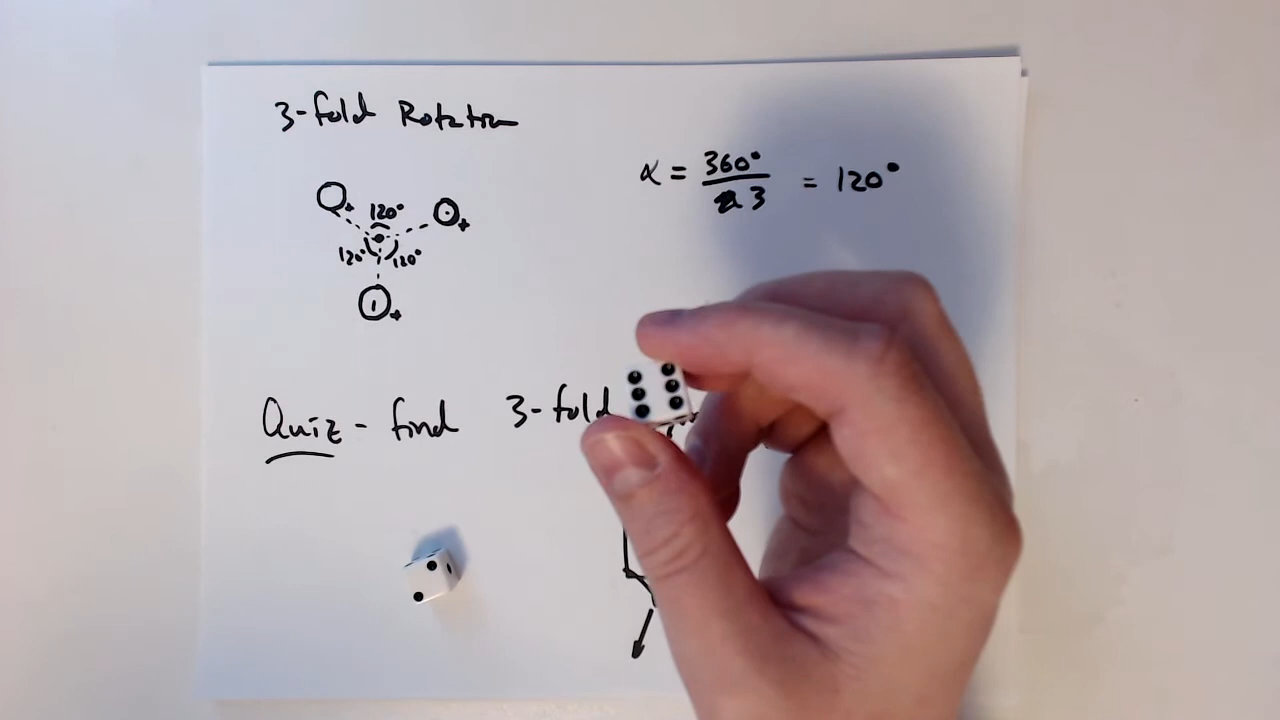 3-fold Rotation
α = 360° / 3 = 120°
120°
120° 120°
Quiz - find 3-fold